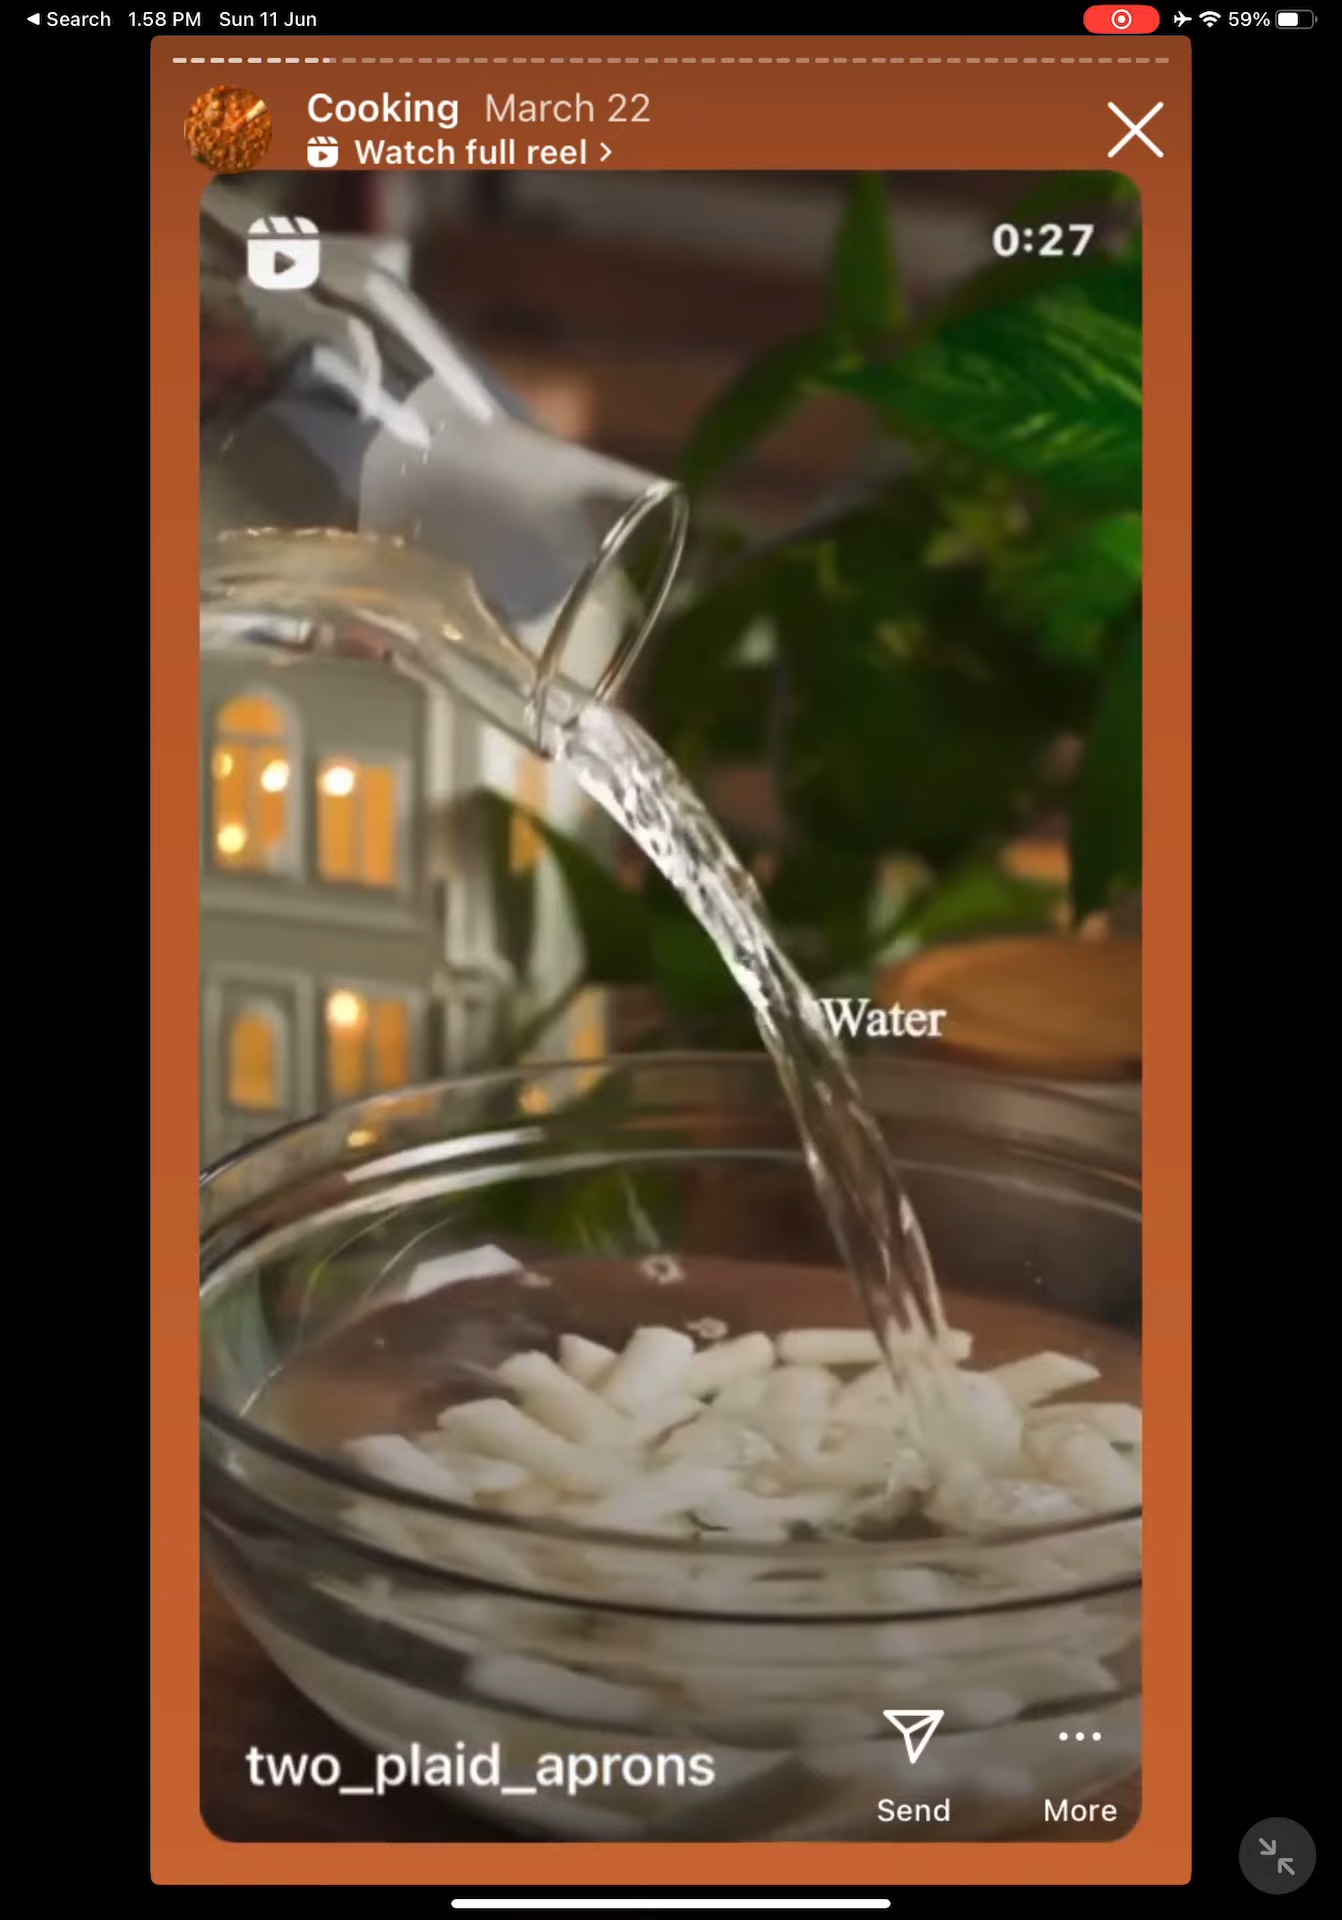 Search 1.58 PM Sun 11 Jun 59%
Cooking March 22
Watch full reel >
0:27
Water
two_plaid_aprons
Send
More